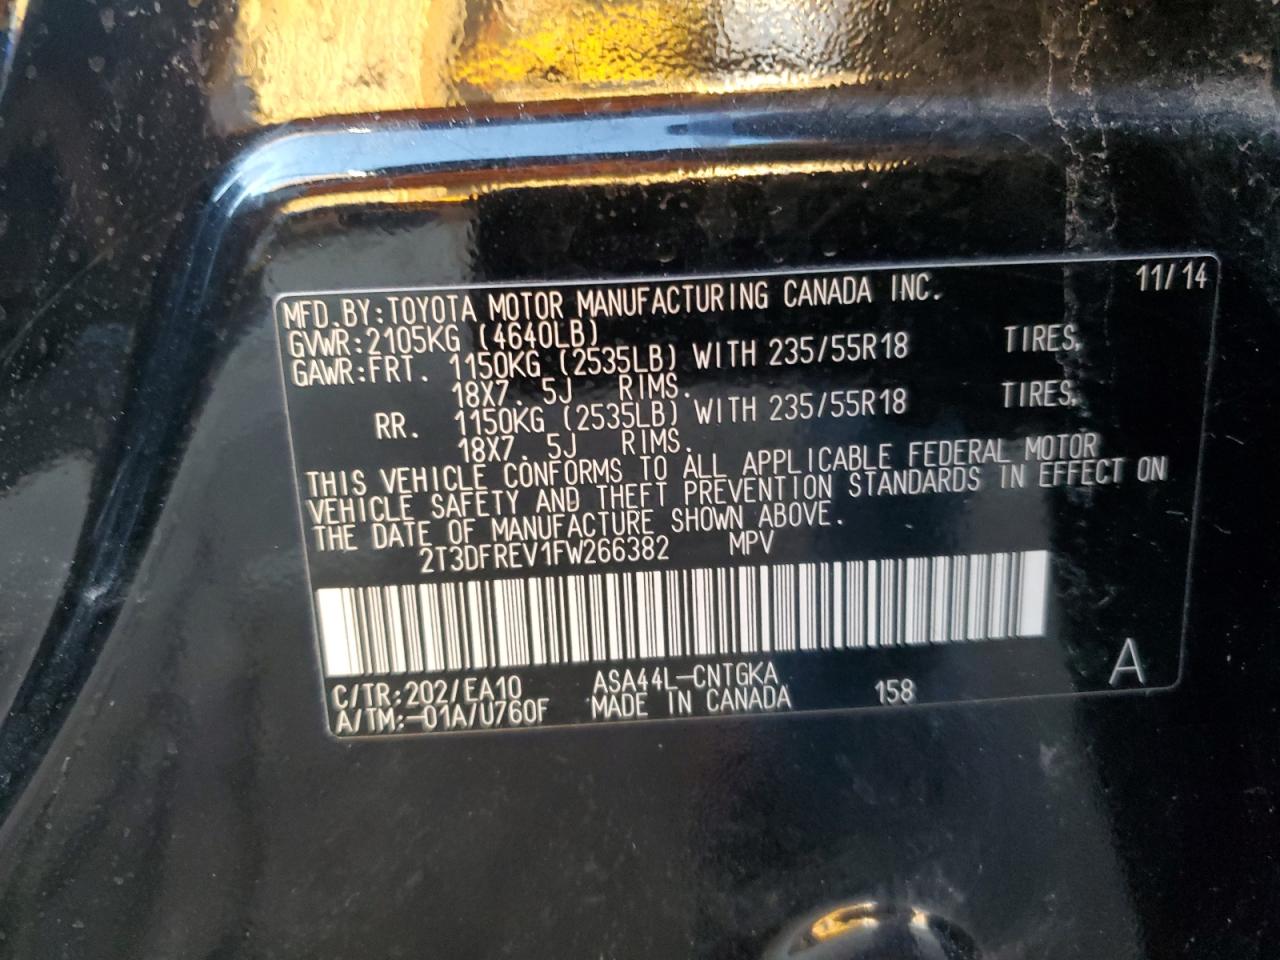 11/14
MFD. BY: TOYOTA MOTOR MANUFACTURING CANADA INC.
GVWR: 2105KG (4640LB)
GAWR: FRT. 1150KG (2535LB) WITH 235/55R18 TIRES,
18X7. 5J RIMS.
RR. 1150KG (2535LB) WITH 235/55R18 TIRES,
18X7. 5J RIMS.
THIS VEHICLE CONFORMS TO ALL APPLICABLE FEDERAL MOTOR
VEHICLE SAFETY AND THEFT PREVENTION STANDARDS IN EFFECT ON
THE DATE OF MANUFACTURE SHOWN ABOVE.
2T3DFREV1FW266382 MPV
C/TR: 202/EA10 ASA44L-CNTGKA
A/TM: -01A/U760F MADE IN CANADA 158 A